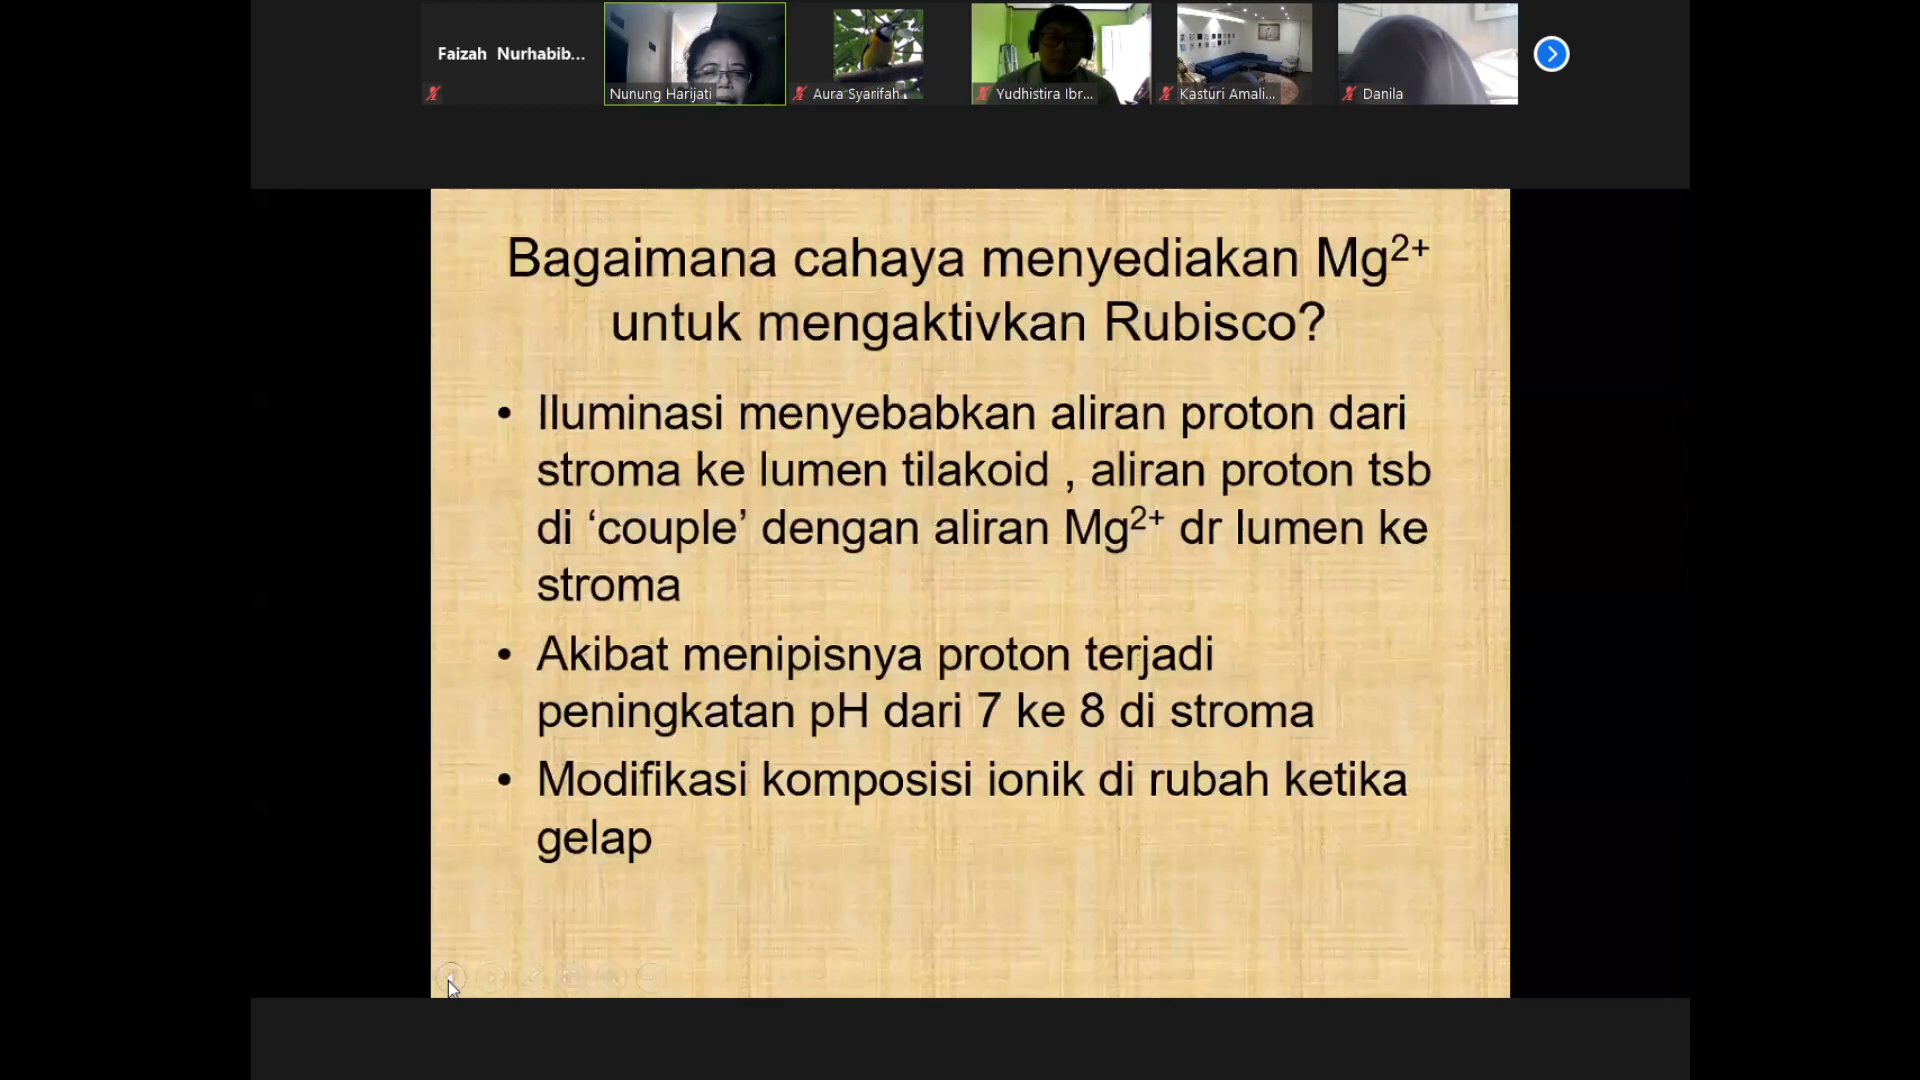 Faizah Nurhabib...
Nunung Harijati
Aura Syarifah
Yudhistira Ibr...
Kasturi Amali...
Danila
Bagaimana cahaya menyediakan Mg²⁺
untuk mengaktivkan Rubisco?
• Iluminasi menyebabkan aliran proton dari
stroma ke lumen tilakoid , aliran proton tsb
di ‘couple’ dengan aliran Mg²⁺ dr lumen ke
stroma
• Akibat menipisnya proton terjadi
peningkatan pH dari 7 ke 8 di stroma
• Modifikasi komposisi ionik di rubah ketika
gelap